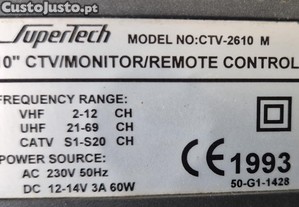 CustoJusto.pt
SUPERTECH MODEL NO:CTV-2610 M
0" CTV/MONITOR/REMOTE CONTROL
FREQUENCY RANGE:
VHF 2-12 CH
UHF 21-69 CH
CATV S1-S20 CH
POWER SOURCE:
AC 230V 50Hz
DC 12-14V 3A 60W
CE 1993
50-G1-1428